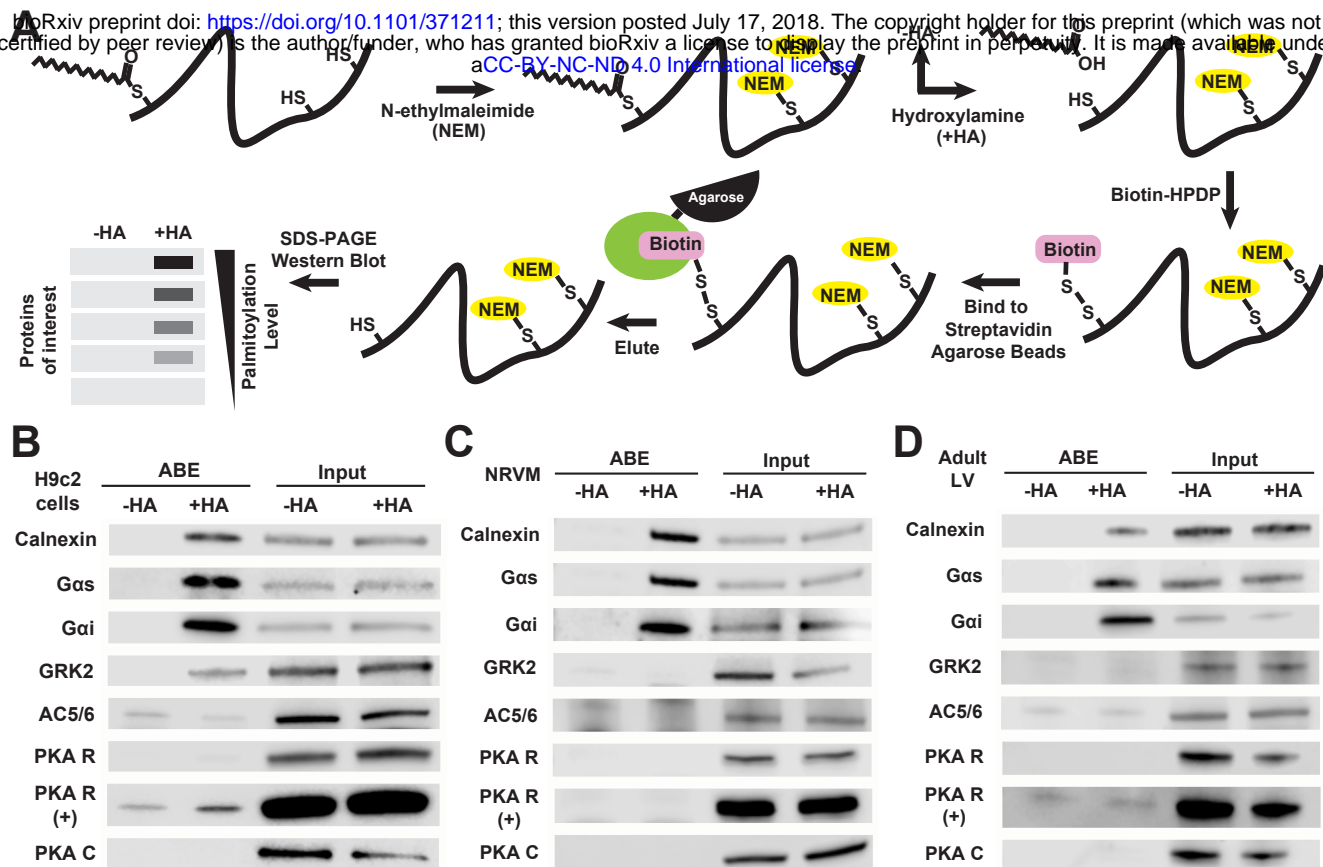 bioRxiv preprint doi: https://doi.org/10.1101/371211; this version posted July 17, 2018. The copyright holder for this preprint (which was not
certified by peer review) is the author/funder, who has granted bioRxiv a license to display the preprint in perpetuity. It is made available under
aCC-BY-NC-ND 4.0 International license.
A
O
S
HS
HS
N-ethylmaleimide
(NEM)
O
S
NEM
NEM
S
-HA
Hydroxylamine
(+HA)
O
OH
HS
NEM
NEM
S
S
Biotin-HPDP
Biotin
S
S
NEM
NEM
S
S
Bind to
Streptavidin
Agarose Beads
Agarose
Biotin
S
S
NEM
NEM
S
S
Elute
HS
NEM
NEM
S
S
SDS-PAGE
Western Blot
-HA +HA
Proteins
of interest
Palmitoylation
Level
B
H9c2
cells
ABE Input
-HA +HA -HA +HA
Calnexin
Gαs
Gαi
GRK2
AC5/6
PKA R
PKA R
(+)
PKA C
C
NRVM
ABE Input
-HA +HA -HA +HA
Calnexin
Gαs
Gαi
GRK2
AC5/6
PKA R
PKA R
(+)
PKA C
D
Adult
LV
ABE Input
-HA +HA -HA +HA
Calnexin
Gαs
Gαi
GRK2
AC5/6
PKA R
PKA R
(+)
PKA C